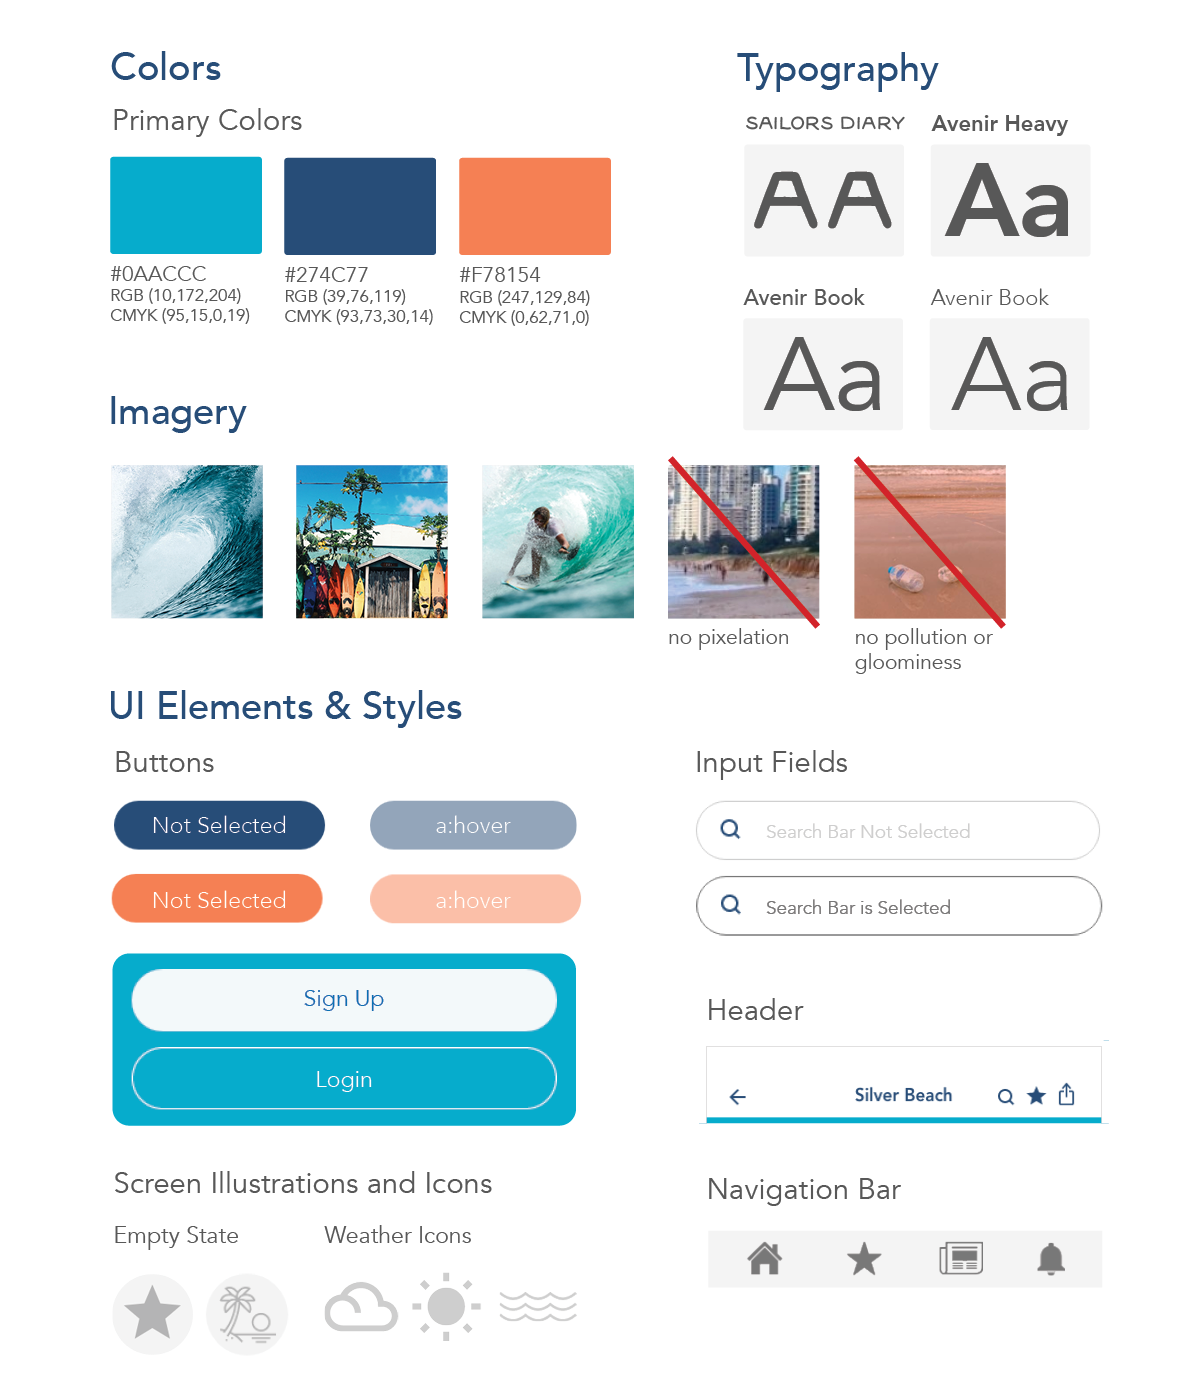 Colors
Primary Colors
#0AACCC
RGB (10,172,204)
CMYK (95,15,0,19)
#274C77
RGB (39,76,119)
CMYK (93,73,30,14)
#F78154
RGB (247,129,84)
CMYK (0,62,71,0)
Typography
SAILORS DIARY
AA
Avenir Heavy
Aa
Avenir Book
Aa
Avenir Book
Aa
Imagery
no pixelation
no pollution or
gloominess
UI Elements & Styles
Buttons
Not Selected
a:hover
Not Selected
a:hover
Sign Up
Login
Input Fields
Search Bar Not Selected
Search Bar is Selected
Header
Silver Beach
Screen Illustrations and Icons
Empty State
Weather Icons
Navigation Bar